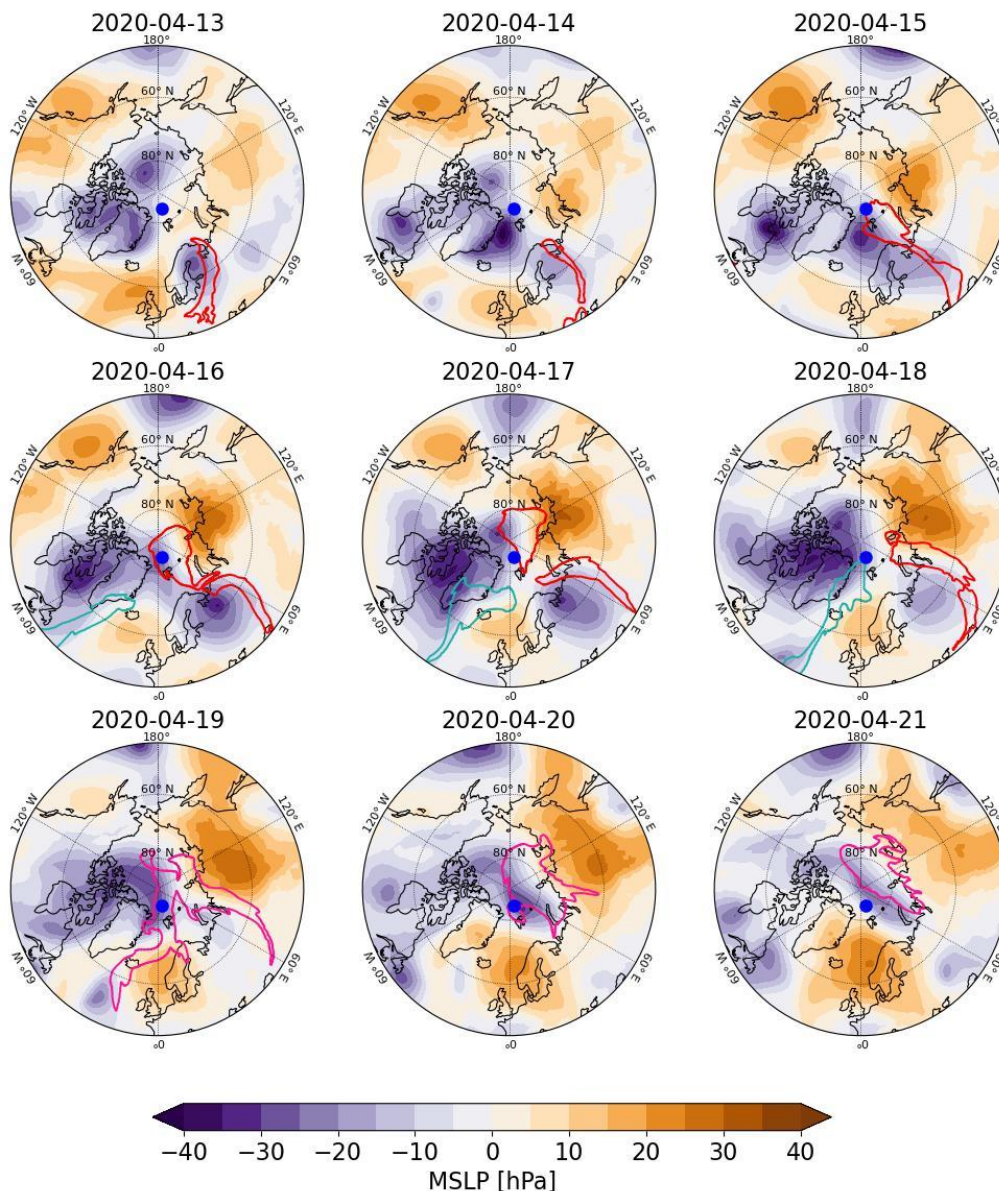 2020-04-13 2020-04-14 2020-04-15
180° 180° 180°
120° W 60° N 120° E 120° W 60° N 120° E 120° W 60° N 120° E
80° N 80° N 80° N
60° W 60° E 60° W 60° E 60° W 60° E
0° 0° 0°
2020-04-16 2020-04-17 2020-04-18
180° 180° 180°
120° W 60° N 120° E 120° W 60° N 120° E 120° W 60° N 120° E
80° N 80° N 80° N
60° W 60° E 60° W 60° E 60° W 60° E
0° 0° 0°
2020-04-19 2020-04-20 2020-04-21
180° 180° 180°
120° W 60° N 120° E 120° W 60° N 120° E 120° W 60° N 120° E
80° N 80° N 80° N
60° W 60° E 60° W 60° E 60° W 60° E
0° 0° 0°
−40 −30 −20 −10 0 10 20 30 40
MSLP [hPa]